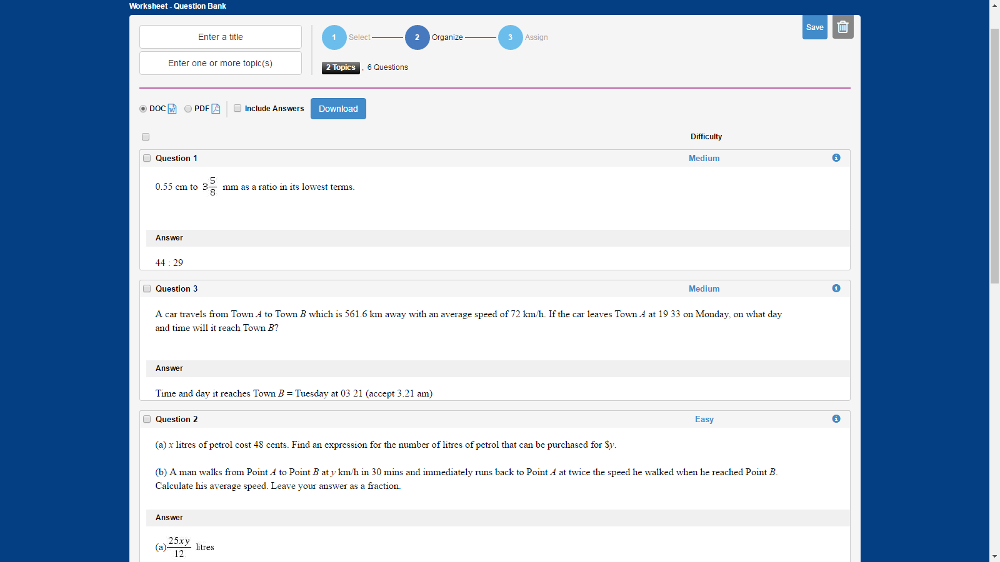 Worksheet - Question Bank
Enter a title
Enter one or more topic(s)
1 Select 2 Organize 3 Assign
Save
2 Topics , 6 Questions
DOC PDF Include Answers Download
Difficulty
Question 1 Medium
0.55 cm to 3 5/8 mm as a ratio in its lowest terms.
Answer
44 : 29
Question 3 Medium
A car travels from Town A to Town B which is 561.6 km away with an average speed of 72 km/h. If the car leaves Town A at 19 33 on Monday, on what day
and time will it reach Town B?
Answer
Time and day it reaches Town B = Tuesday at 03 21 (accept 3.21 am)
Question 2 Easy
(a) x litres of petrol cost 48 cents. Find an expression for the number of litres of petrol that can be purchased for $y.
(b) A man walks from Point A to Point B at y km/h in 30 mins and immediately runs back to Point A at twice the speed he walked when he reached Point B.
Calculate his average speed. Leave your answer as a fraction.
Answer
(a) 25xy/12 litres